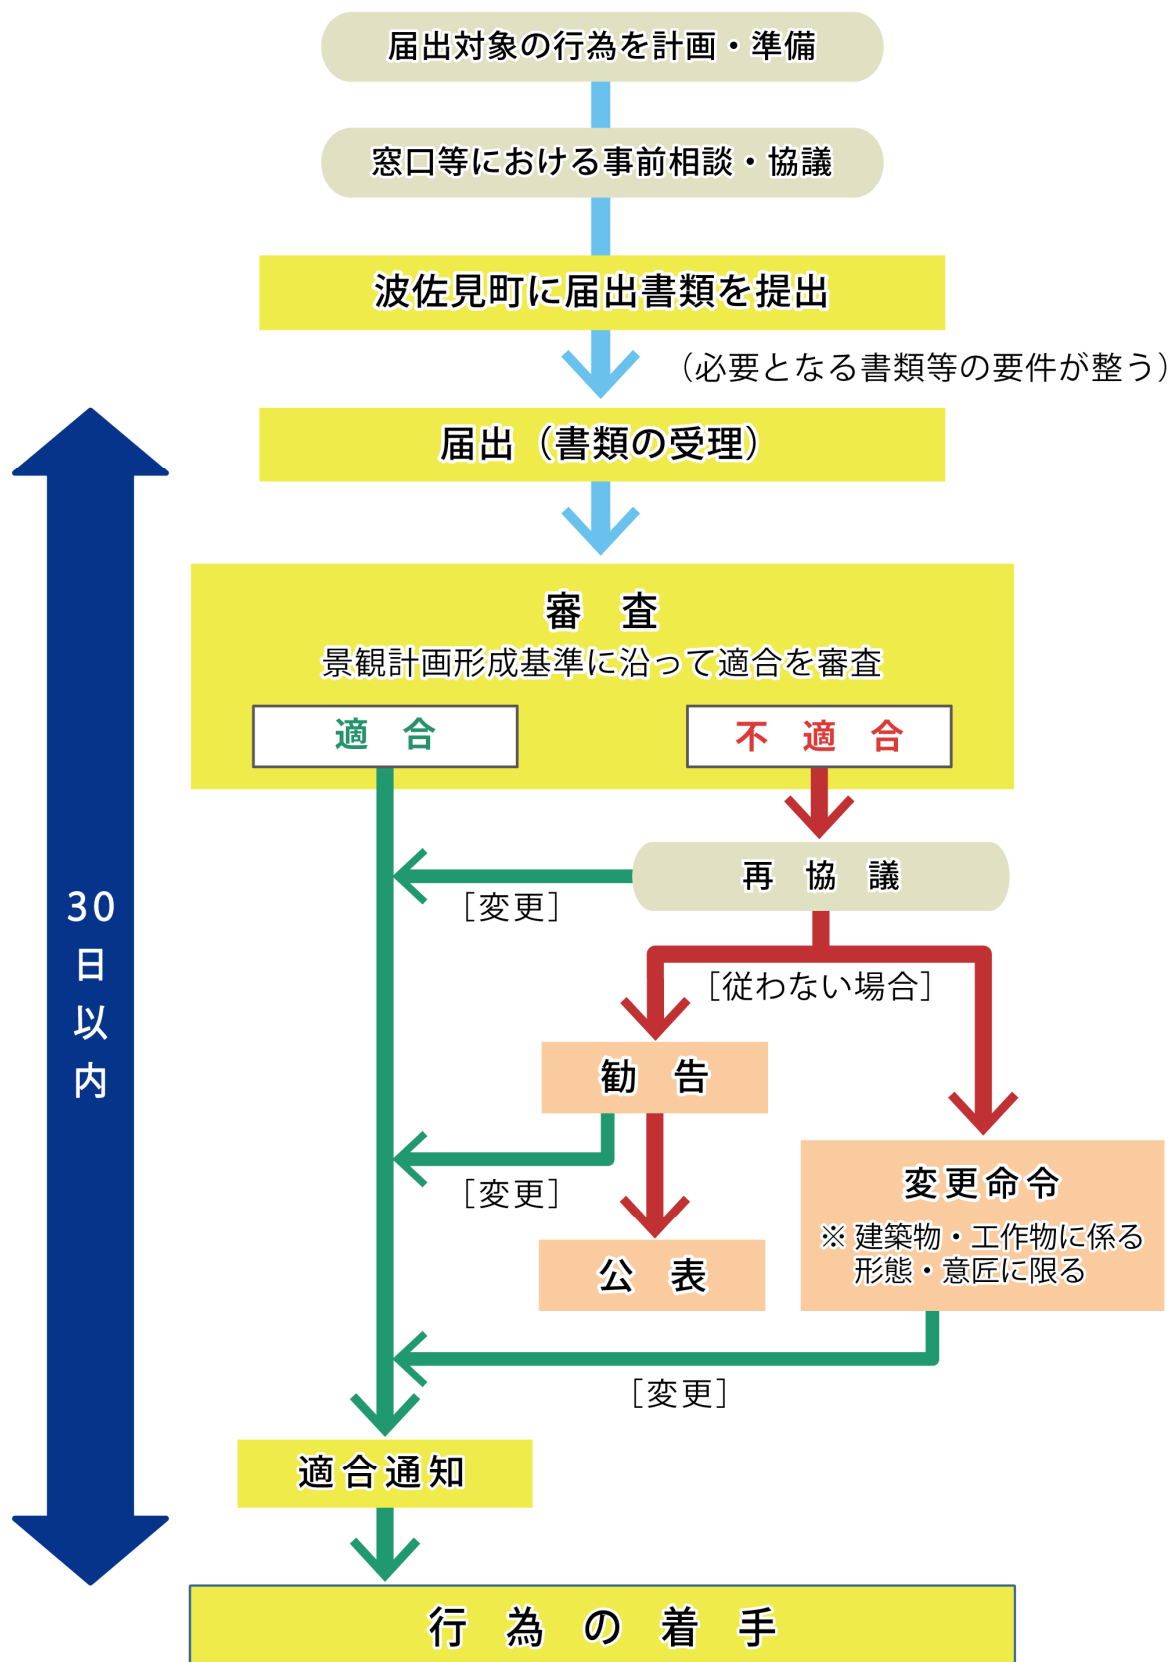 届出対象の行為を計画・準備
窓口等における事前相談・協議
波佐見町に届出書類を提出
（必要となる書類等の要件が整う）
届出（書類の受理）
審　査
景観計画形成基準に沿って適合を審査
適　合
不　適　合
再　協　議
［変更］
［従わない場合］
勧　告
［変更］
変更命令
※ 建築物・工作物に係る
形態・意匠に限る
公　表
［変更］
適合通知
行　為　の　着　手
30
日
以
内